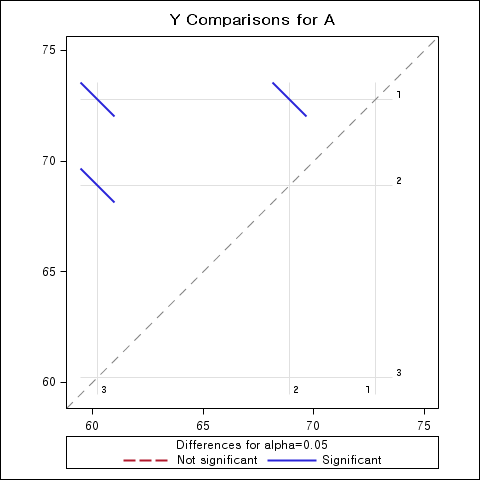 Y Comparisons for A
75
70
65
60
1
2
3
3 2 1
60 65 70 75
Differences for alpha=0.05
Not significant Significant